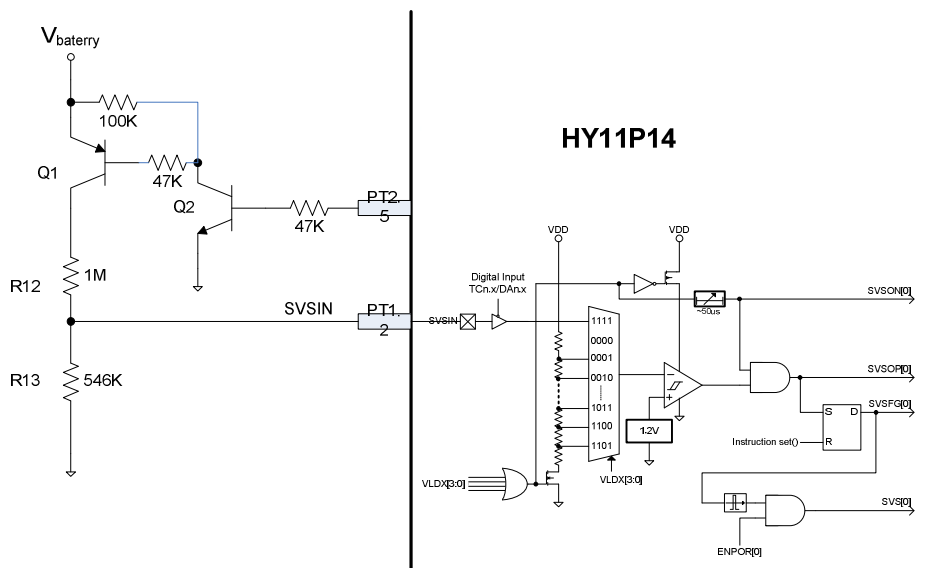 Vbaterry
100K
Q1
47K
Q2
47K
PT2.
5
R12
1M
SVSIN
PT1.
2
R13
546K
HY11P14
VDD
VDD
Digital Input
TCn.x/DAn.x
SVSIN
1111
0000
0001
0010
1011
1100
1101
~50us
SVSON[0]
SVSOP[0]
1.2V
S D
R
SVSFG[0]
Instruction set()
VLDX[3:0]
VLDX[3:0]
SVS[0]
ENPOR[0]